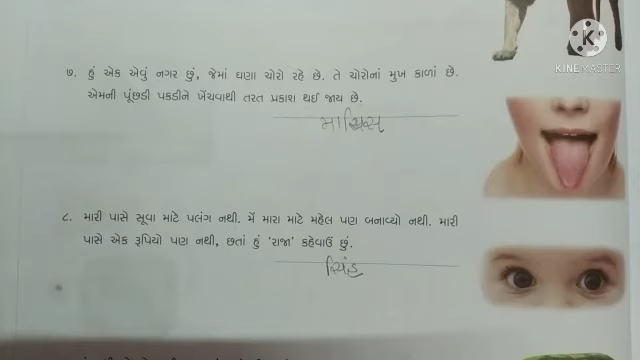 KINEMASTER
૭. હું એક એવું નગર છું, જેમાં ઘણા ચોરો રહે છે. તે ચોરોનાં મુખ કાળાં છે.
એમની પૂંછડી પકડીને ખેંચવાથી તરત પ્રકાશ થઈ જાય છે.
માચિસ
૮. મારી પાસે સૂવા માટે પલંગ નથી. મેં મારા માટે મહેલ પણ બનાવ્યો નથી. મારી
પાસે એક રૂપિયો પણ નથી, છતાં હું 'રાજા' કહેવાઉં છું.
સિંહ